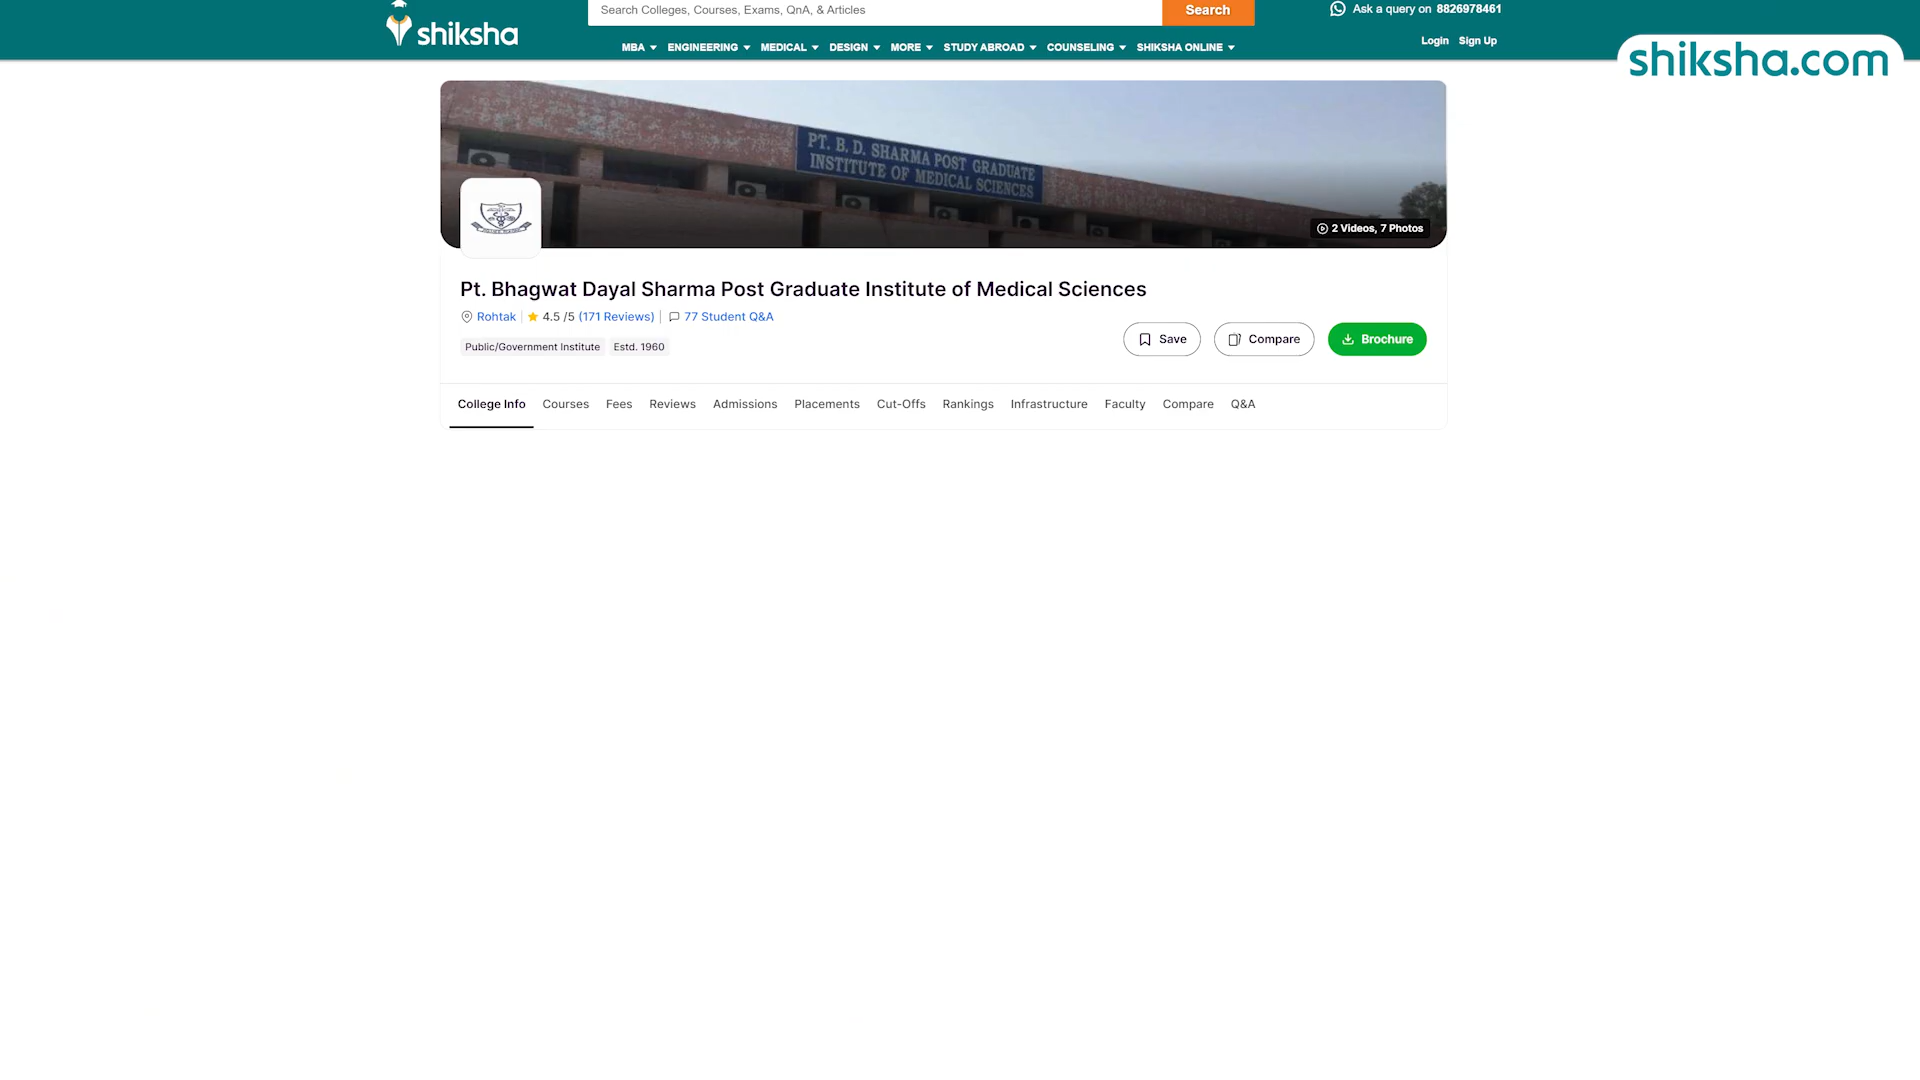 Search Colleges, Courses, Exams, QnA, & Articles
Search
Ask a query on 8826978461
shiksha
MBA ENGINEERING MEDICAL DESIGN MORE STUDY ABROAD COUNSELING SHIKSHA ONLINE
Login Sign Up
shiksha.com
PT. B. D. SHARMA POST GRADUATE
INSTITUTE OF MEDICAL SCIENCES
2 Videos, 7 Photos
Pt. Bhagwat Dayal Sharma Post Graduate Institute of Medical Sciences
Rohtak 4.5 /5 (171 Reviews) 77 Student Q&A
Public/Government Institute Estd. 1960
Save Compare Brochure
College Info Courses Fees Reviews Admissions Placements Cut-Offs Rankings Infrastructure Faculty Compare Q&A